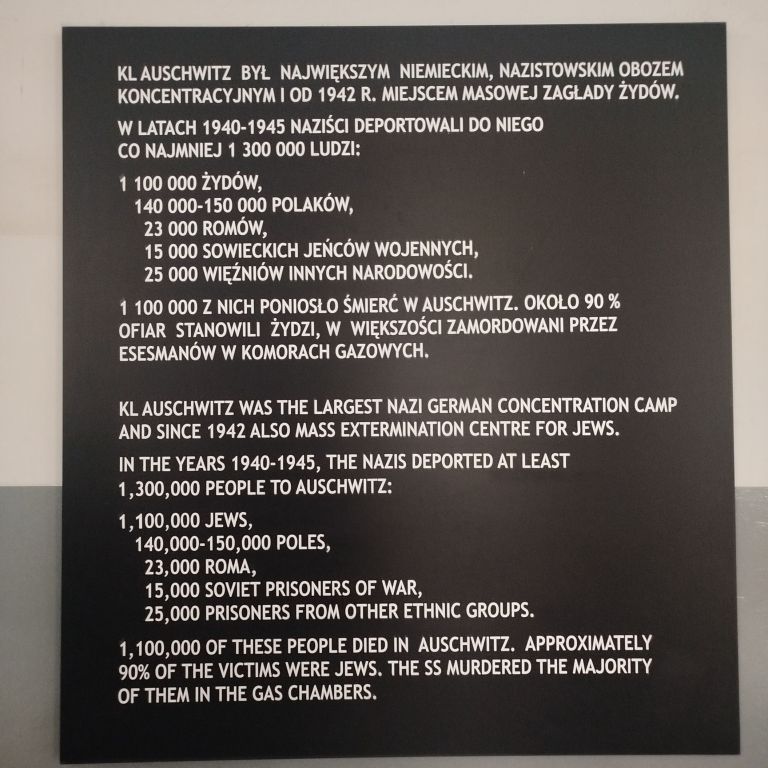 KL AUSCHWITZ BYŁ NAJWIĘKSZYM NIEMIECKIM, NAZISTOWSKIM OBOZEM
KONCENTRACYJNYM I OD 1942 R. MIEJSCEM MASOWEJ ZAGŁADY ŻYDÓW.
W LATACH 1940-1945 NAZIŚCI DEPORTOWALI DO NIEGO
CO NAJMNIEJ 1 300 000 LUDZI:
1 100 000 ŻYDÓW,
140 000-150 000 POLAKÓW,
23 000 ROMÓW,
15 000 SOWIECKICH JEŃCÓW WOJENNYCH,
25 000 WIĘŹNIÓW INNYCH NARODOWOŚCI.
1 100 000 Z NICH PONIOSŁO ŚMIERĆ W AUSCHWITZ. OKOŁO 90 %
OFIAR STANOWILI ŻYDZI, W WIĘKSZOŚCI ZAMORDOWANI PRZEZ
ESESMANÓW W KOMORACH GAZOWYCH.
KL AUSCHWITZ WAS THE LARGEST NAZI GERMAN CONCENTRATION CAMP
AND SINCE 1942 ALSO MASS EXTERMINATION CENTRE FOR JEWS.
IN THE YEARS 1940-1945, THE NAZIS DEPORTED AT LEAST
1,300,000 PEOPLE TO AUSCHWITZ:
1,100,000 JEWS,
140,000-150,000 POLES,
23,000 ROMA,
15,000 SOVIET PRISONERS OF WAR,
25,000 PRISONERS FROM OTHER ETHNIC GROUPS.
1,100,000 OF THESE PEOPLE DIED IN AUSCHWITZ. APPROXIMATELY
90% OF THE VICTIMS WERE JEWS. THE SS MURDERED THE MAJORITY
OF THEM IN THE GAS CHAMBERS.